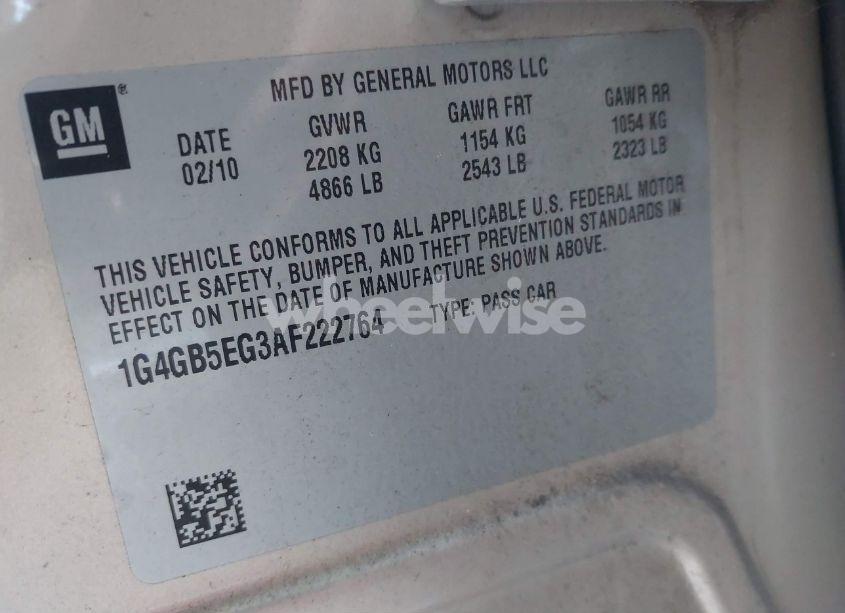 GM ®
MFD BY GENERAL MOTORS LLC
DATE GVWR GAWR FRT GAWR RR
02/10 2208 KG 1154 KG 1054 KG
4866 LB 2543 LB 2323 LB
THIS VEHICLE CONFORMS TO ALL APPLICABLE U.S. FEDERAL MOTOR
VEHICLE SAFETY, BUMPER, AND THEFT PREVENTION STANDARDS IN
EFFECT ON THE DATE OF MANUFACTURE SHOWN ABOVE.
1G4GB5EG3AF222764 TYPE: PASS CAR
wheelwise